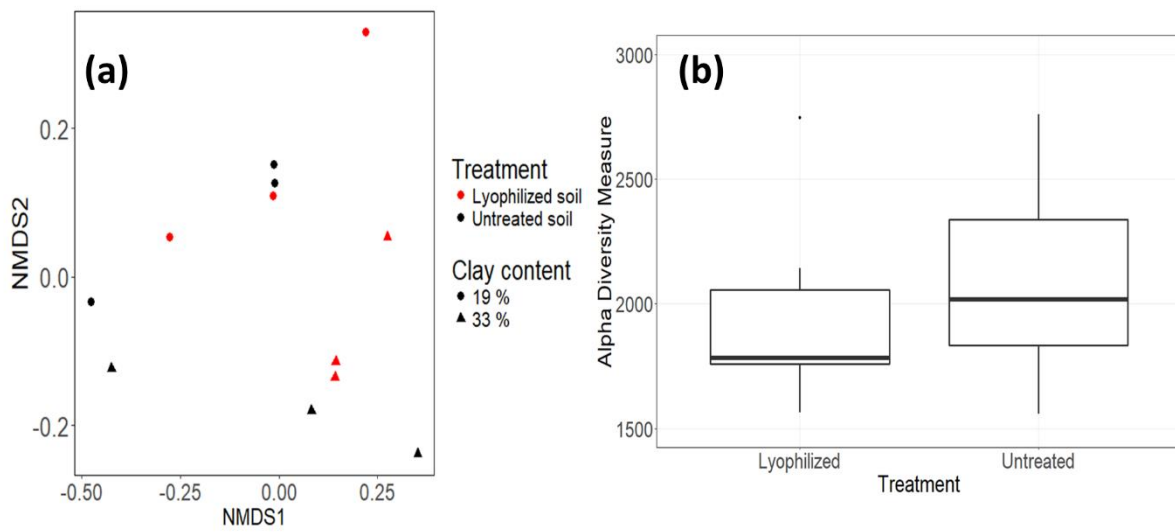 (a)
NMDS2
0.2
0.0
-0.2
-0.50
-0.25
0.00
0.25
NMDS1
Treatment
Lyophilized soil
Untreated soil
Clay content
19 %
33 %
(b)
Alpha Diversity Measure
3000
2500
2000
1500
Lyophilized
Untreated
Treatment